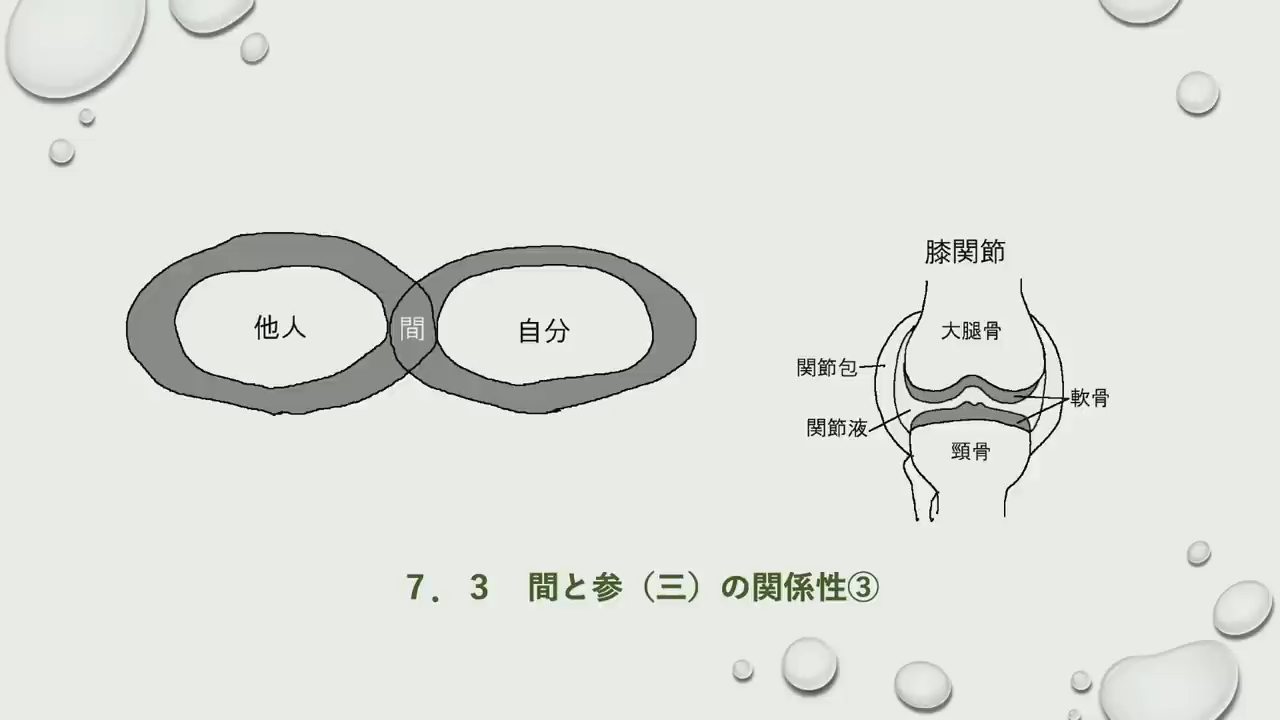 他人
間
自分
膝関節
大腿骨
関節包
軟骨
関節液
頸骨
７．３　間と参（三）の関係性③